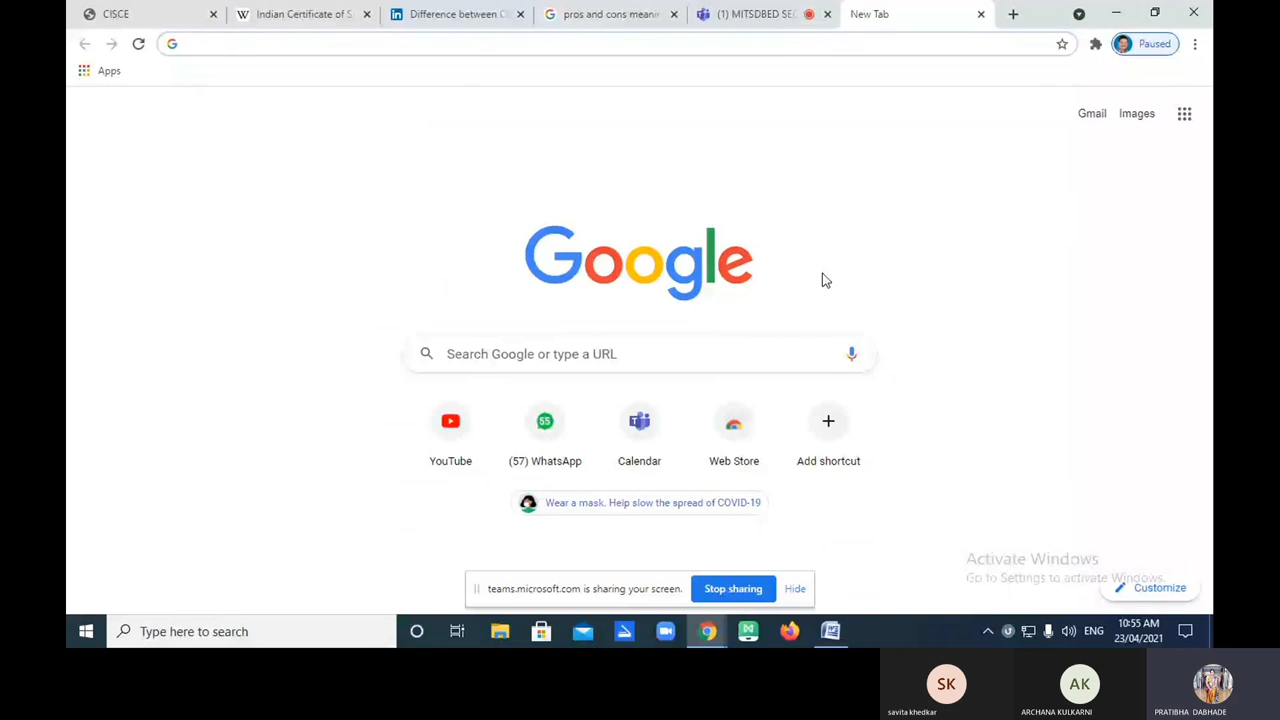 CISCE
Indian Certificate of S
Difference between C
pros and cons meani
(1) MITSDBED SEC
New Tab
Paused
Apps
Gmail Images
Google
Search Google or type a URL
55
YouTube
(57) WhatsApp
Calendar
Web Store
Add shortcut
Wear a mask. Help slow the spread of COVID-19
Activate Windows
Go to Settings to activate Windows.
Customize
teams.microsoft.com is sharing your screen.
Stop sharing
Hide
Type here to search
ENG
10:55 AM
23/04/2021
SK
AK
savita khedkar
ARCHANA KULKARNI
PRATIBHA DABHADE